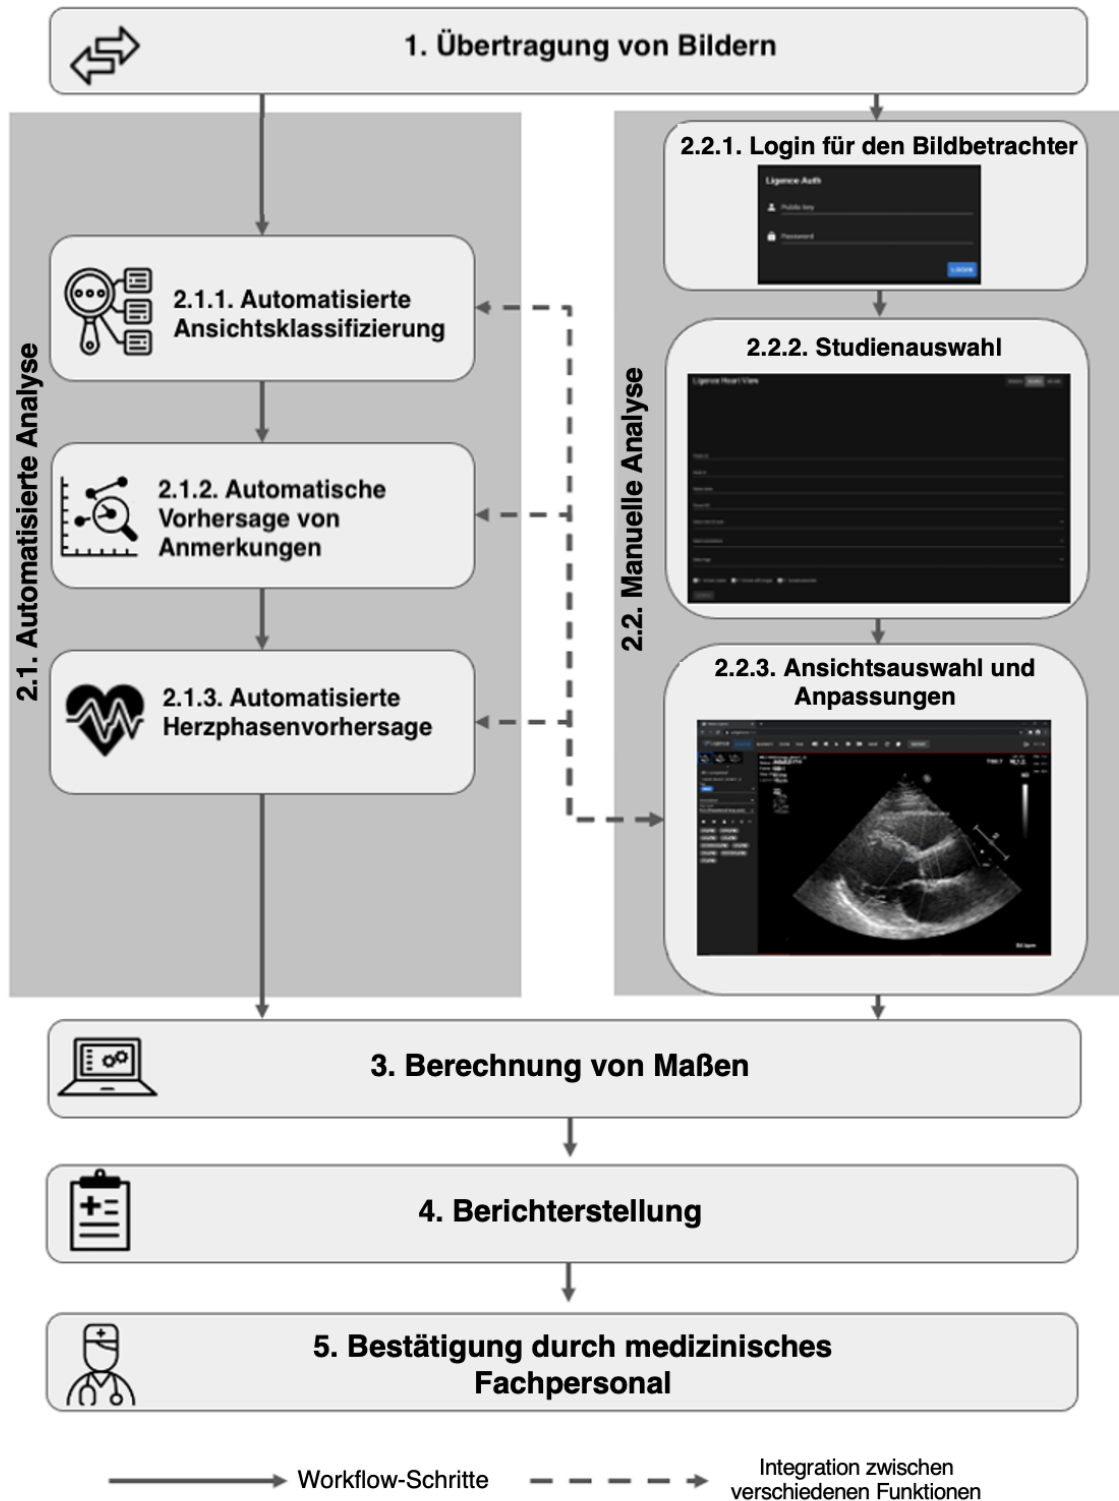 1. Übertragung von Bildern
2.1. Automatisierte Analyse
2.1.1. Automatisierte
Ansichtsklassifizierung
2.1.2. Automatische
Vorhersage von
Anmerkungen
2.1.3. Automatisierte
Herzphasenvorhersage
2.2. Manuelle Analyse
2.2.1. Login für den Bildbetrachter
Ligence Auth
Public key
Password
LOGIN
2.2.2. Studienauswahl
Ligence Heart View
2.2.3. Ansichtsauswahl und
Anpassungen
3. Berechnung von Maßen
4. Berichterstellung
5. Bestätigung durch medizinisches
Fachpersonal
Workflow-Schritte
Integration zwischen
verschiedenen Funktionen